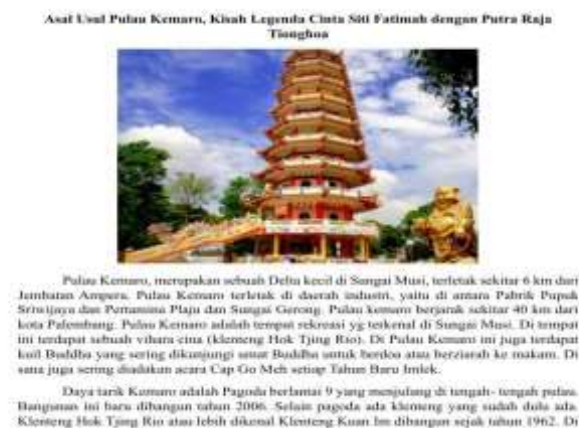 Asal Usul Pulau Kemaro, Kisah Legenda Cinta Siti Fatimah dengan Putra Raja
Tionghoa
Pulau Kemaro, merupakan sebuah Delta kecil di Sungai Musi, terletak sekitar 6 km dari
Jembatan Ampera. Pulau Kemaro terletak di daerah industri, yaitu di antara Pabrik Pupuk
Sriwijaya dan Pertamina Plaju dan Sungai Gerong. Pulau kemaro berjarak sekitar 40 km dari
kota Palembang. Pulau Kemaro adalah tempat rekreasi yg terkenal di Sungai Musi. Di tempat
ini terdapat sebuah vihara cina (klenteng Hok Tjing Rio). Di Pulau Kemaro ini juga terdapat
kuil Buddha yang sering dikunjungi umat Buddha untuk berdoa atau berziarah ke makam. Di
sana juga sering diadakan acara Cap Go Meh setiap Tahun Baru Imlek.
Daya tarik Kemaro adalah Pagoda berlantai 9 yang menjulang di tengah- tengah pulau.
Bangunan ini baru dibangun tahun 2006. Selain pagoda ada klenteng yang sudah dulu ada.
Klenteng Hok Tjing Rio atau lebih dikenal Klenteng Kuan Im dibangun sejak tahun 1962. Di